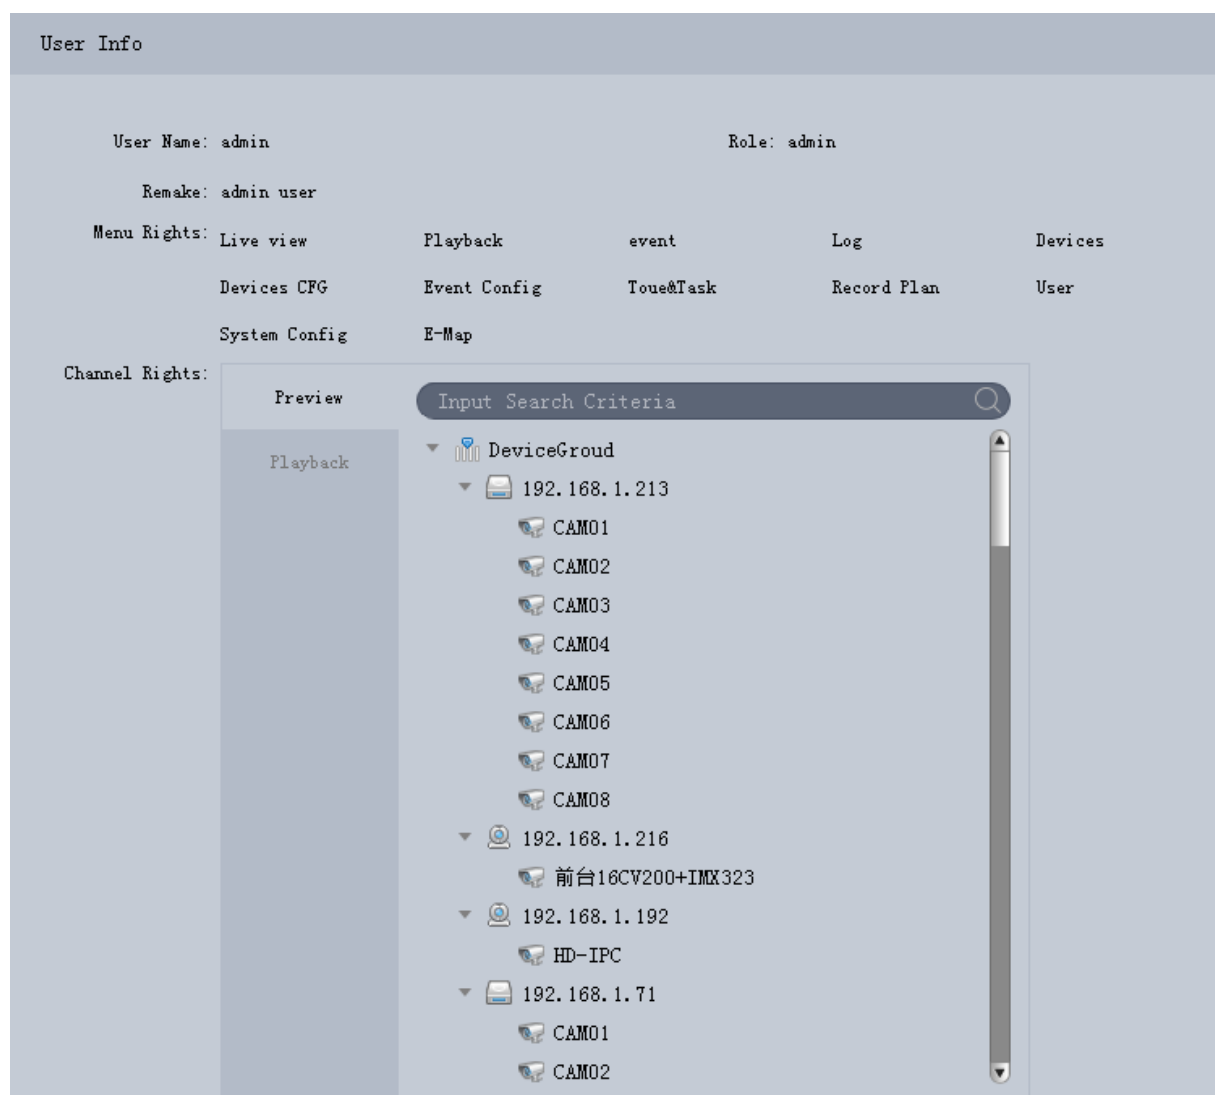 User Info
User Name: admin Role: admin
Remake: admin user
Menu Rights: Live view Playback event Log Devices
Devices CFG Event Config Toue&Task Record Plan User
System Config E-Map
Channel Rights:
Preview Input Search Criteria
Playback DeviceGroud
192.168.1.213
CAM01
CAM02
CAM03
CAM04
CAM05
CAM06
CAM07
CAM08
192.168.1.216
前台16CV200+IMX323
192.168.1.192
HD-IPC
192.168.1.71
CAM01
CAM02